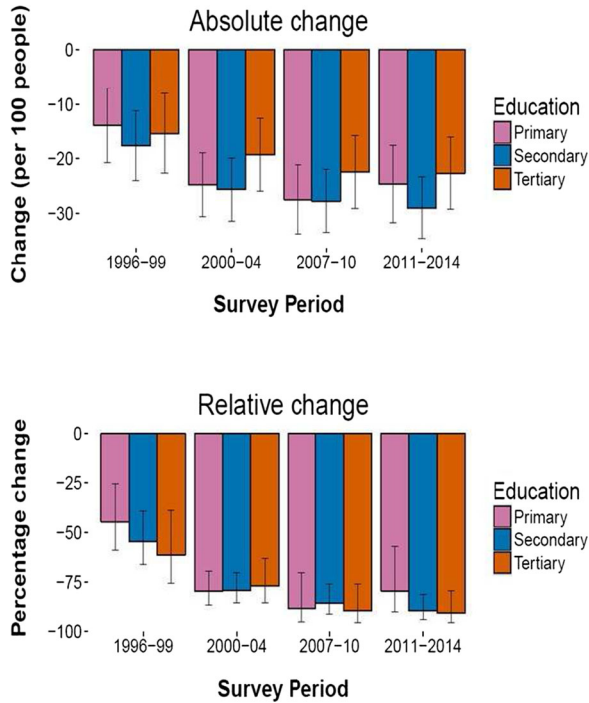 Absolute change
Change (per 100 people)
0-
−10-
−20-
−30-
1996−99 2000−04 2007−10 2011−2014
Survey Period
Education
Primary
Secondary
Tertiary
Relative change
Percentage change
0-
−25-
−50-
−75-
−100-
1996−99 2000−04 2007−10 2011−2014
Survey Period
Education
Primary
Secondary
Tertiary